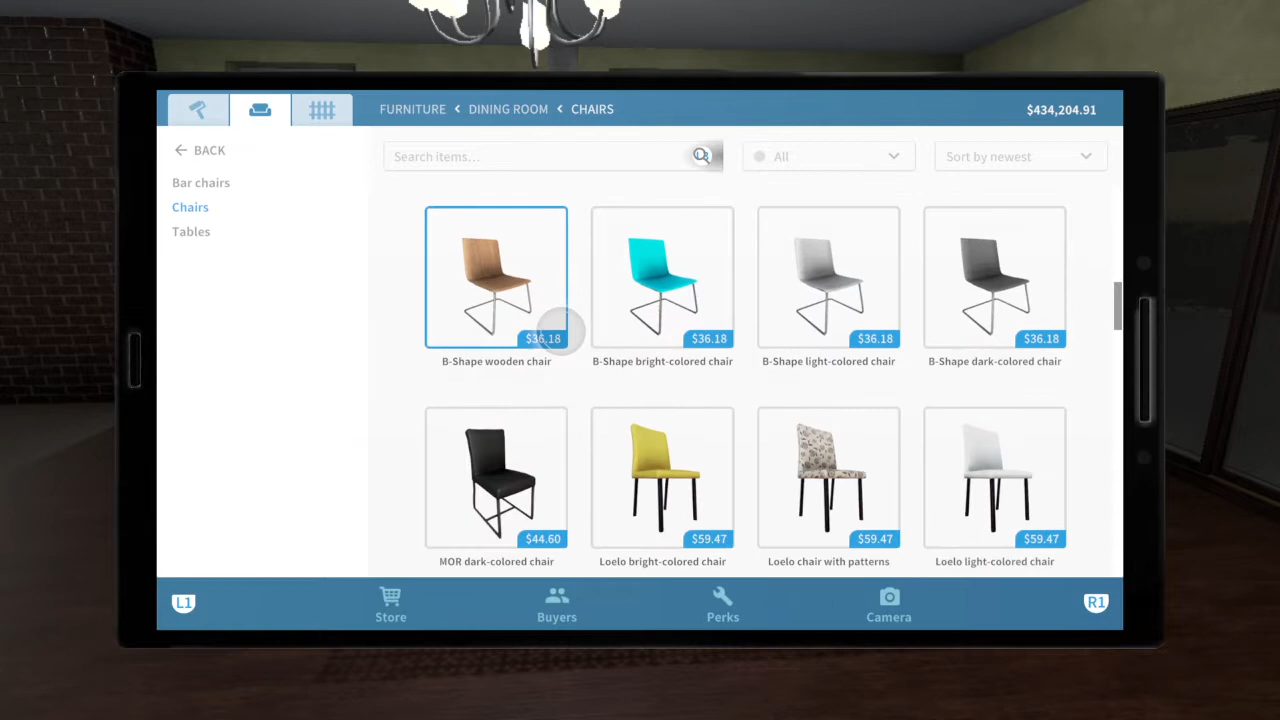 FURNITURE < DINING ROOM < CHAIRS
$434,204.91
BACK
Search items...
All
Sort by newest
Bar chairs
Chairs
Tables
$36.18
$36.18
$36.18
$36.18
B-Shape wooden chair
B-Shape bright-colored chair
B-Shape light-colored chair
B-Shape dark-colored chair
$44.60
$59.47
$59.47
$59.47
MOR dark-colored chair
Loelo bright-colored chair
Loelo chair with patterns
Loelo light-colored chair
L1
Store
Buyers
Perks
Camera
R1